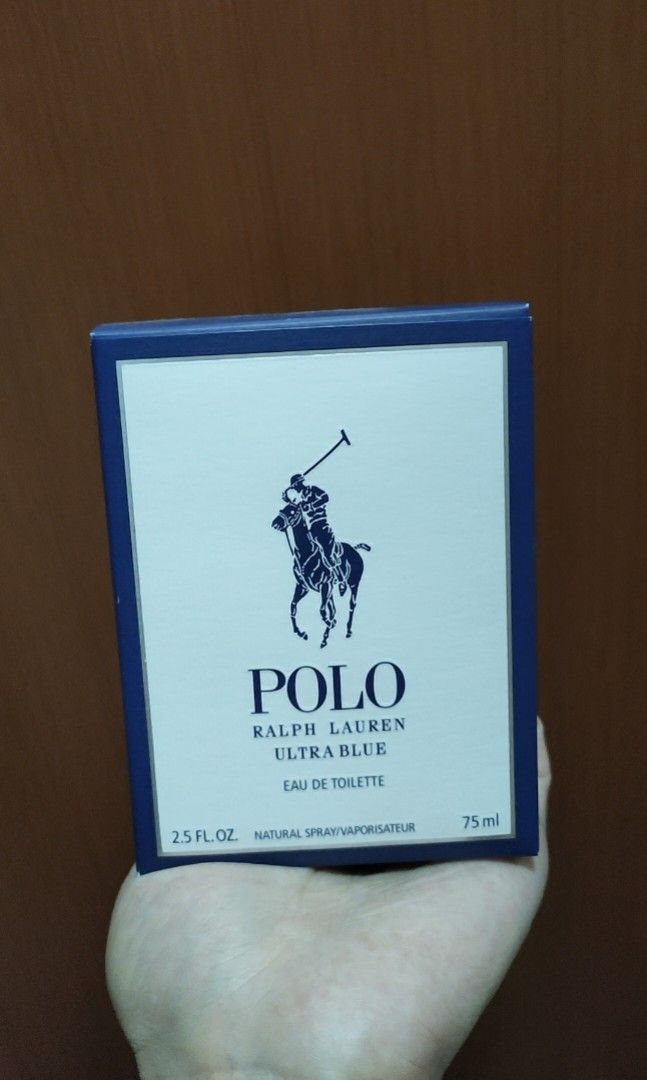 POLO
RALPH LAUREN
ULTRA BLUE
EAU DE TOILETTE
2.5 FL. OZ. NATURAL SPRAY/VAPORISATEUR 75 ml